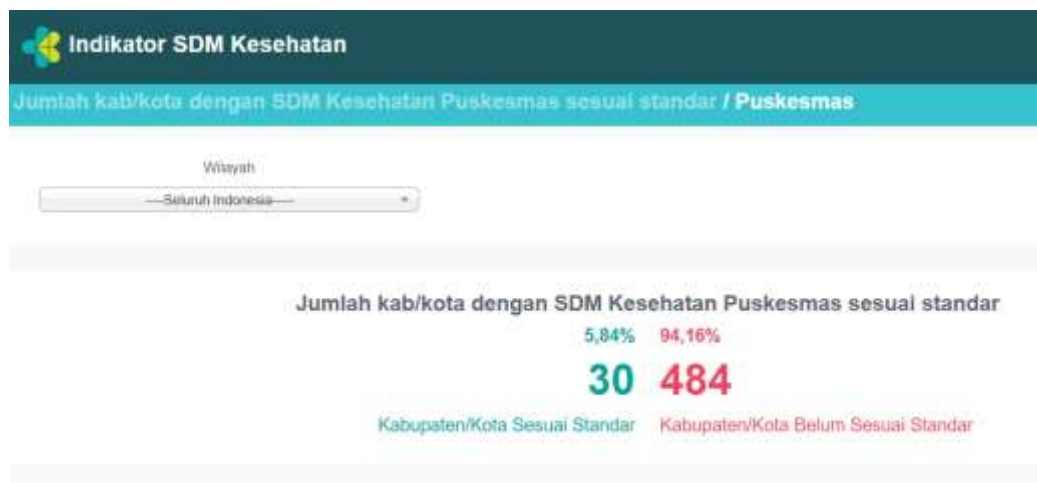 Indikator SDM Kesehatan
Jumlah kab/kota dengan SDM Kesehatan Puskesmas sesuai standar / Puskesmas
Wilayah
----Seluruh Indonesia-----
Jumlah kab/kota dengan SDM Kesehatan Puskesmas sesuai standar
5,84% 94,16%
30 484
Kabupaten/Kota Sesuai Standar Kabupaten/Kota Belum Sesuai Standar